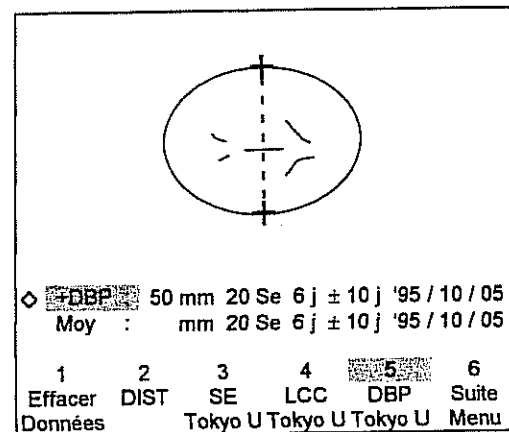 ◇ +DBP : 50 mm 20 Se 6 j ± 10 j '95 / 10 / 05
Moy : mm 20 Se 6 j ± 10 j '95 / 10 / 05
1 2 3 4 5 6
Effacer DIST SE LCC DBP Suite
Données Tokyo U Tokyo U Tokyo U Menu